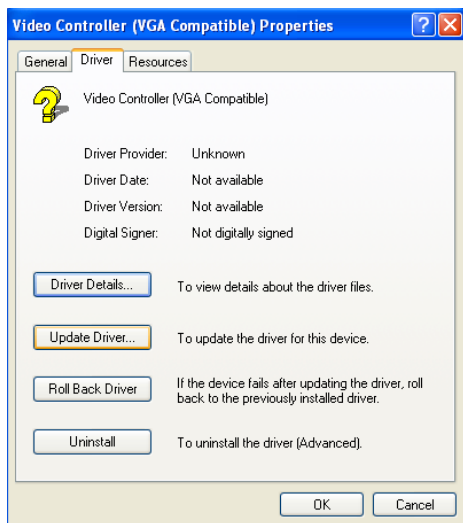 Video Controller (VGA Compatible) Properties
General Driver Resources
Video Controller (VGA Compatible)
Driver Provider: Unknown
Driver Date: Not available
Driver Version: Not available
Digital Signer: Not digitally signed
Driver Details... To view details about the driver files.
Update Driver... To update the driver for this device.
Roll Back Driver If the device fails after updating the driver, roll
back to the previously installed driver.
Uninstall To uninstall the driver (Advanced).
OK Cancel